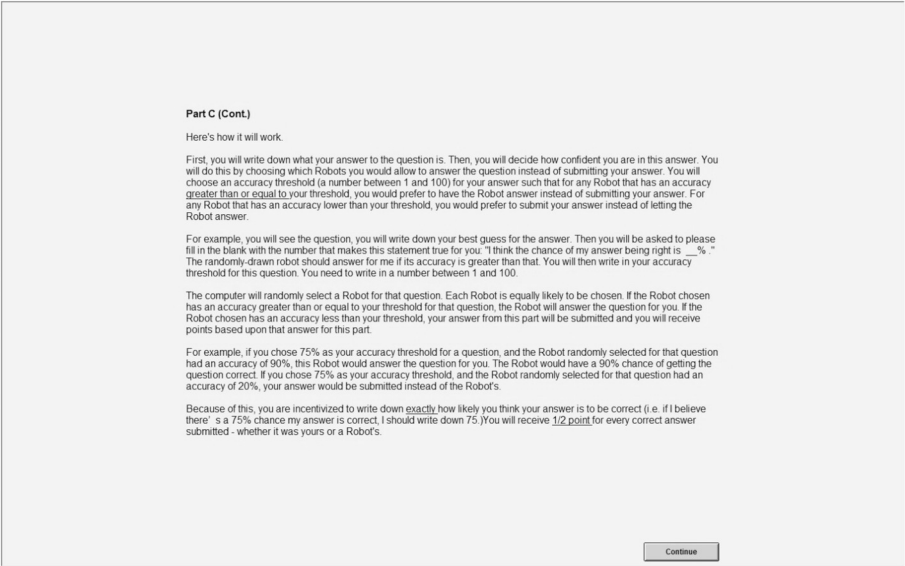 Part C (Cont.)
Here's how it will work.
First, you will write down what your answer to the question is. Then, you will decide how confident you are in this answer. You
will do this by choosing which Robots you would allow to answer the question instead of submitting your answer. You will
choose an accuracy threshold (a number between 1 and 100) for your answer such that for any Robot that has an accuracy
greater than or equal to your threshold, you would prefer to have the Robot answer instead of submitting your answer. For
any Robot that has an accuracy lower than your threshold, you would prefer to submit your answer instead of letting the
Robot answer.
For example, you will see the question, you will write down your best guess for the answer. Then you will be asked to please
fill in the blank with the number that makes this statement true for you: "I think the chance of my answer being right is __% ."
The randomly-drawn robot should answer for me if its accuracy is greater than that. You will then write in your accuracy
threshold for this question. You need to write in a number between 1 and 100.
The computer will randomly select a Robot for that question. Each Robot is equally likely to be chosen. If the Robot chosen
has an accuracy greater than or equal to your threshold for that question, the Robot will answer the question for you. If the
Robot chosen has an accuracy less than your threshold, your answer from this part will be submitted and you will receive
points based upon that answer for this part.
For example, if you chose 75% as your accuracy threshold for a question, and the Robot randomly selected for that question
had an accuracy of 90%, this Robot would answer the question for you. The Robot would have a 90% chance of getting the
question correct. If you chose 75% as your accuracy threshold, and the Robot randomly selected for that question had an
accuracy of 20%, your answer would be submitted instead of the Robot's.
Because of this, you are incentivized to write down exactly how likely you think your answer is to be correct (i.e. if I believe
there' s a 75% chance my answer is correct, I should write down 75.)You will receive 1/2 point for every correct answer
submitted - whether it was yours or a Robot's.
Continue